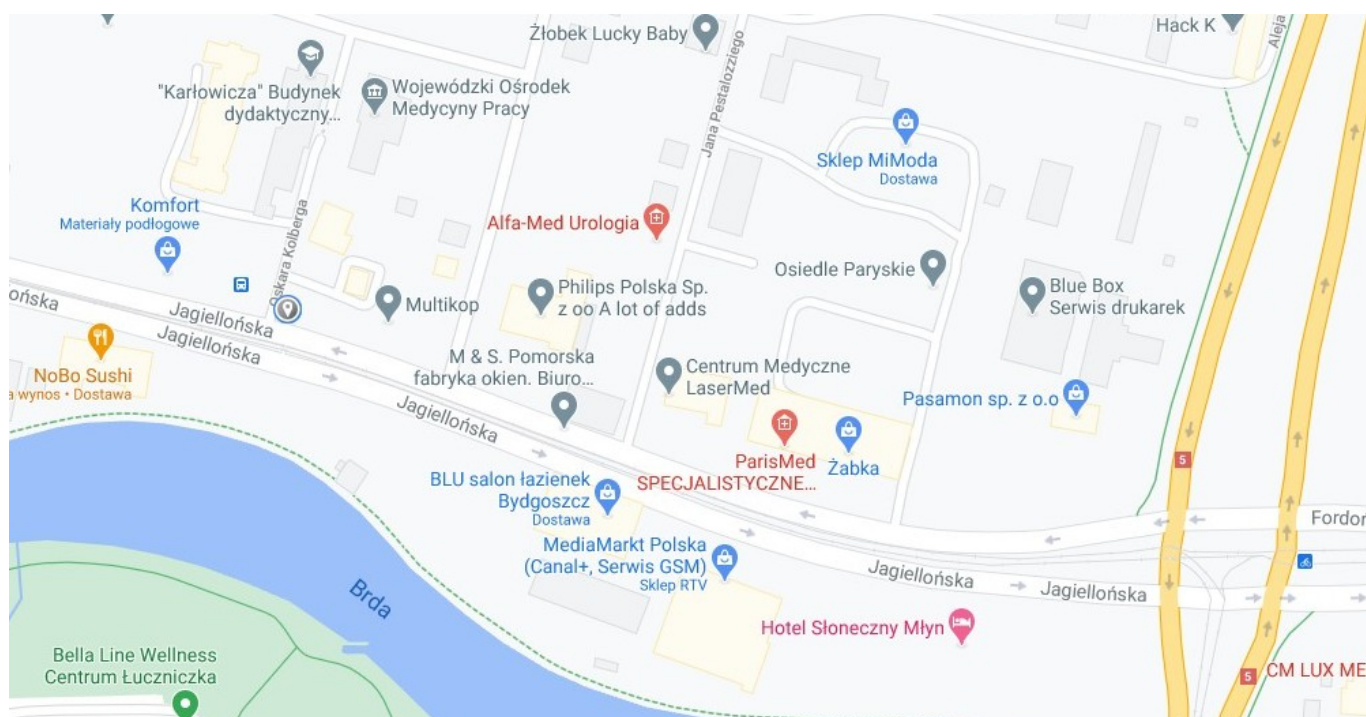 Hack K
Aleja
Żłobek Lucky Baby
"Karłowicza" Budynek
dydaktyczny...
Wojewódzki Ośrodek
Medycyny Pracy
Jana Pestalozziego
Sklep MiModa
Dostawa
Komfort
Materiały podłogowe
Oskara Kolberga
Alfa-Med Urologia
Osiedle Paryskie
Blue Box
Serwis drukarek
Philips Polska Sp.
z oo A lot of adds
Multikop
ońska
Jagiellońska
Jagiellońska
NoBo Sushi
a wynos • Dostawa
M & S. Pomorska
fabryka okien. Biuro...
Centrum Medyczne
LaserMed
Pasamon sp. z o.o
Jagiellońska
ParisMed
SPECJALISTYCZNE...
Żabka
5
BLU salon łazienek
Bydgoszcz
Dostawa
Fordor
MediaMarkt Polska
(Canal+, Serwis GSM)
Sklep RTV
Jagiellońska
Jagiellońska
Brda
Hotel Słoneczny Młyn
Bella Line Wellness
Centrum Łuczniczka
5
CM LUX ME